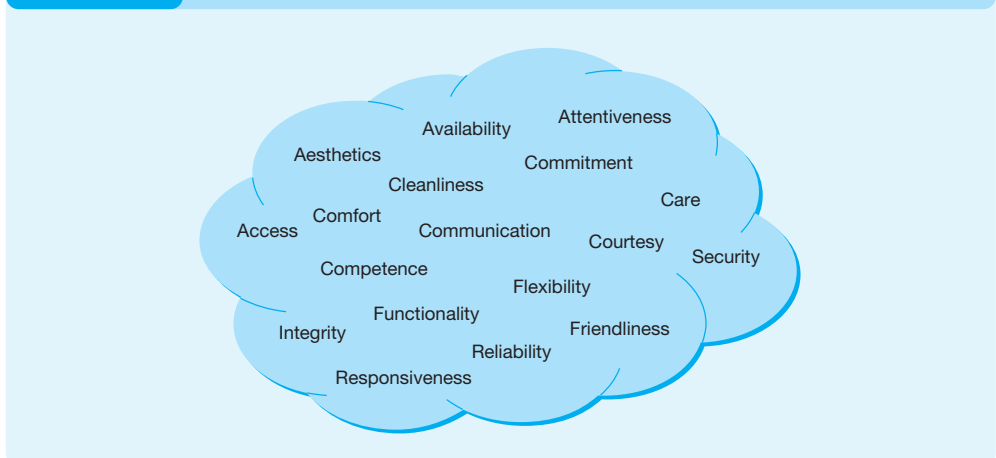 Availability
Attentiveness
Aesthetics
Commitment
Cleanliness
Care
Comfort
Access
Communication
Courtesy
Security
Competence
Flexibility
Functionality
Integrity
Friendliness
Reliability
Responsiveness